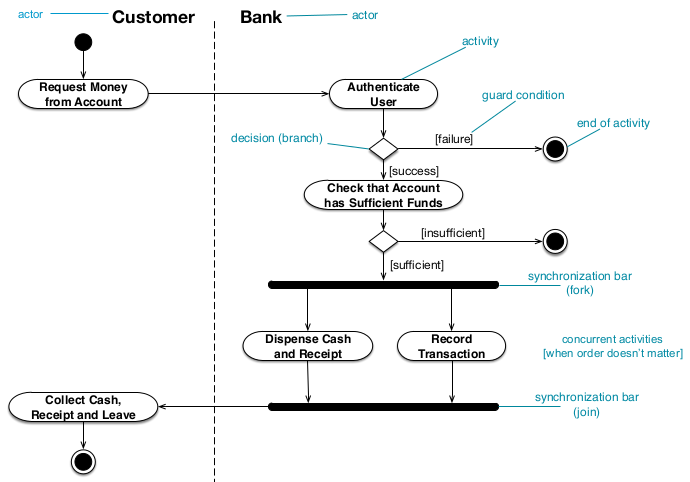 actor
Customer
Bank
actor
activity
Request Money
from Account
Authenticate
User
guard condition
decision (branch)
[failure]
end of activity
[success]
Check that Account
has Sufficient Funds
[insufficient]
[sufficient]
synchronization bar
(fork)
Dispense Cash
and Receipt
Record
Transaction
concurrent activities
[when order doesn't matter]
Collect Cash,
Receipt and Leave
synchronization bar
(join)